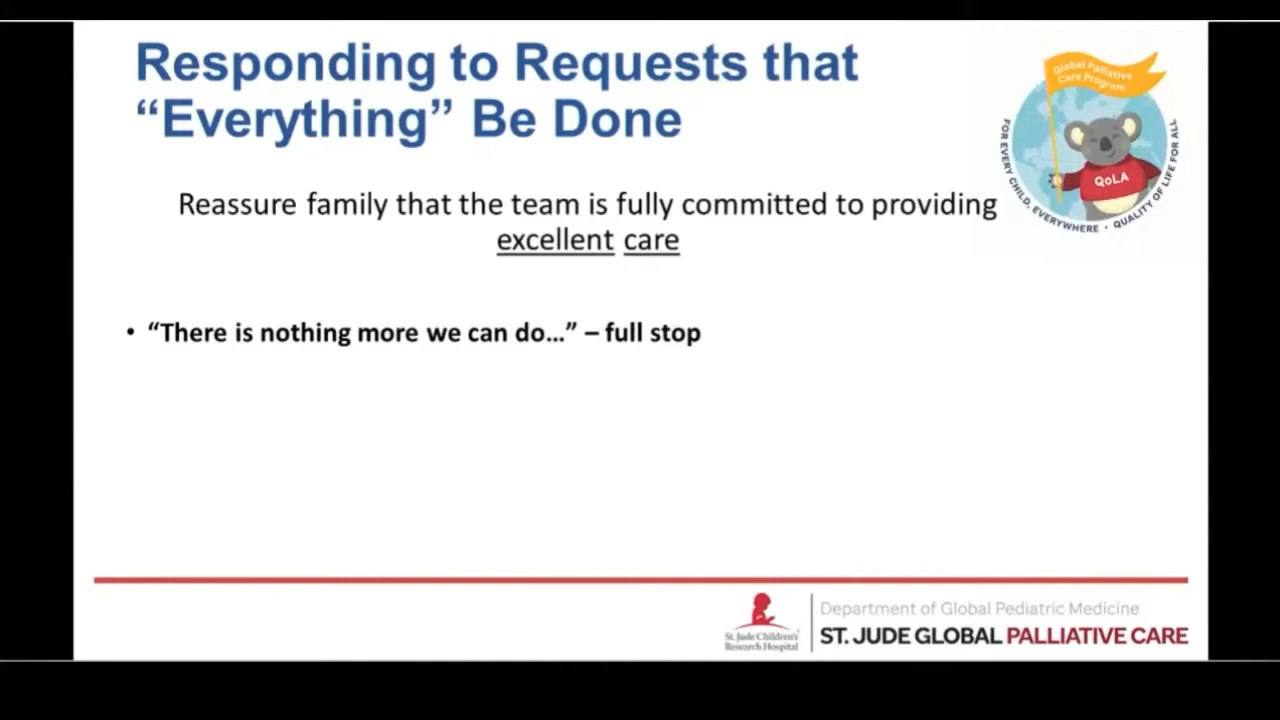 Responding to Requests that
“Everything” Be Done
Global Palliative
Care Program
QoLA
FOR EVERY CHILD, EVERYWHERE • QUALITY OF LIFE FOR ALL
Reassure family that the team is fully committed to providing
excellent care
• “There is nothing more we can do…” – full stop
St. Jude Children's
Research Hospital
Department of Global Pediatric Medicine
ST. JUDE GLOBAL PALLIATIVE CARE